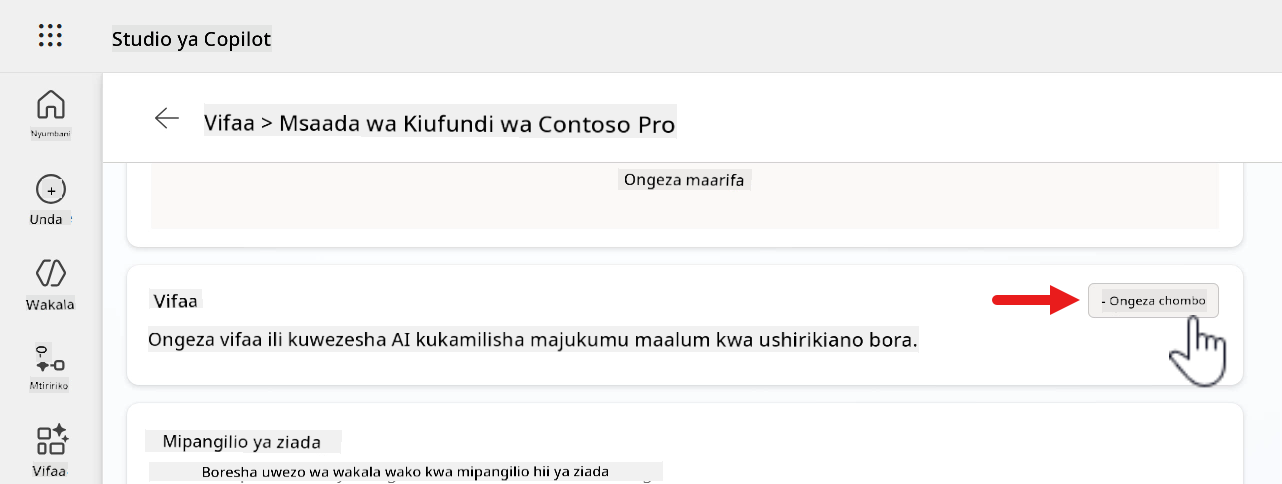 Studio ya Copilot
Nyumbani
Vifaa > Msaada wa Kiufundi wa Contoso Pro
Ongeza maarifa
Unda
Wakala
Vifaa
- Ongeza chombo
Ongeza vifaa ili kuwezesha AI kukamilisha majukumu maalum kwa ushirikiano bora.
Mtiririko
Mipangilio ya ziada
Vifaa
Boresha uwezo wa wakala wako kwa mipangilio hii ya ziada